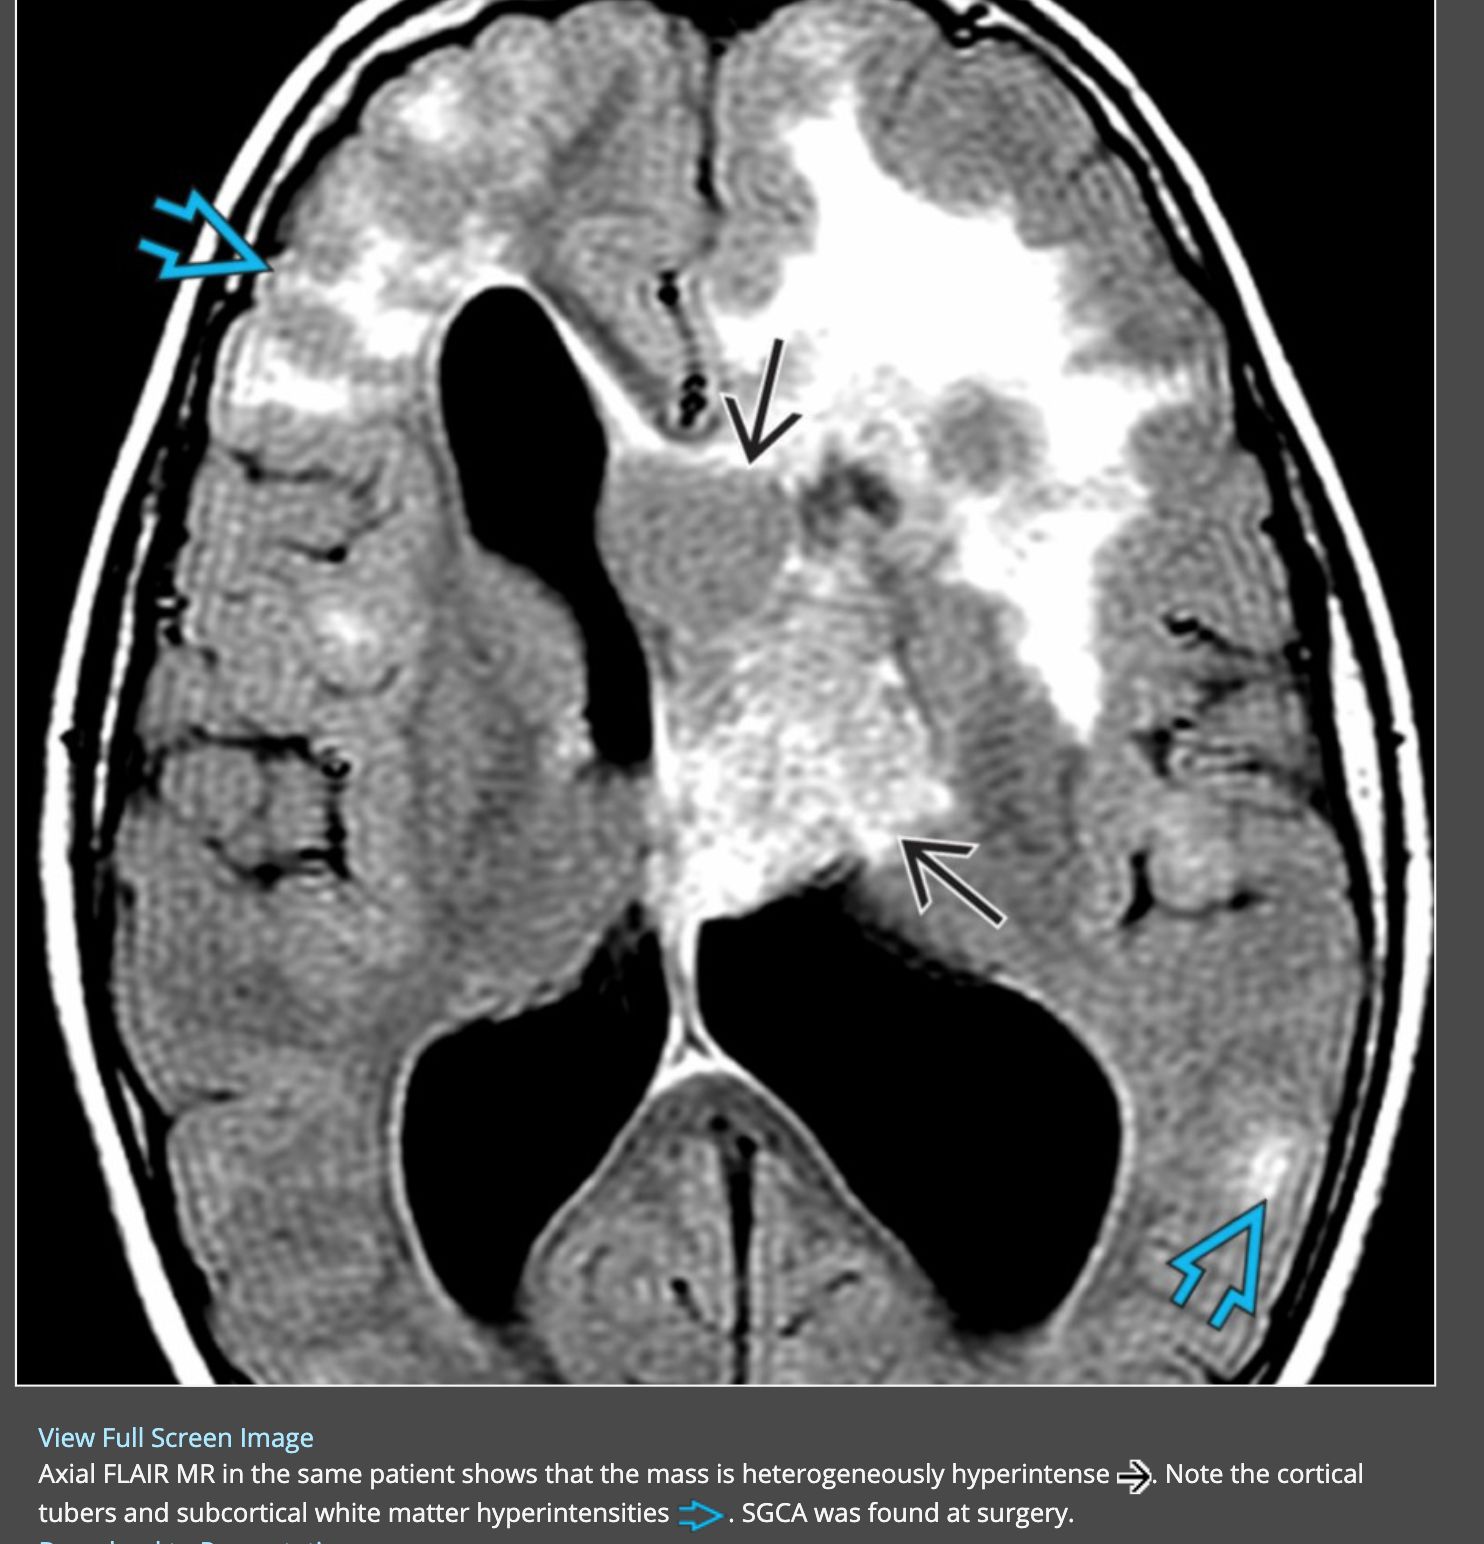 View Full Screen Image
Axial FLAIR MR in the same patient shows that the mass is heterogeneously hyperintense . Note the cortical
tubers and subcortical white matter hyperintensities . SGCA was found at surgery.